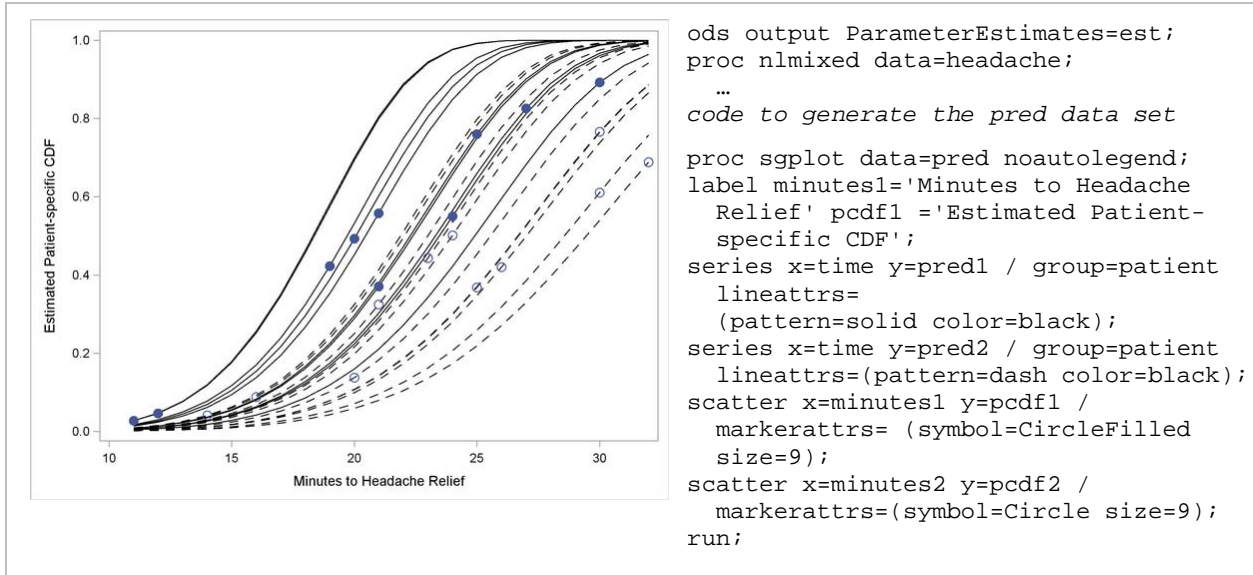 1.0
0.8
0.6
0.4
0.2
0.0
Estimated Patient-specific CDF
10
15
20
25
30
Minutes to Headache Relief
ods output ParameterEstimates=est;
proc nlmixed data=headache;
…
code to generate the pred data set
proc sgplot data=pred noautolegend;
label minutes1='Minutes to Headache
Relief' pcdf1 ='Estimated Patient-
specific CDF';
series x=time y=pred1 / group=patient
lineattrs=
(pattern=solid color=black);
series x=time y=pred2 / group=patient
lineattrs=(pattern=dash color=black);
scatter x=minutes1 y=pcdf1 /
markerattrs= (symbol=CircleFilled
size=9);
scatter x=minutes2 y=pcdf2 /
markerattrs=(symbol=Circle size=9);
run;